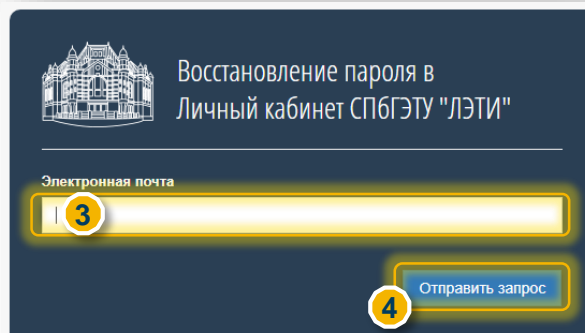 Восстановление пароля в
Личный кабинет СПбГЭТУ "ЛЭТИ"
Электронная почта
3
Отправить запрос
4